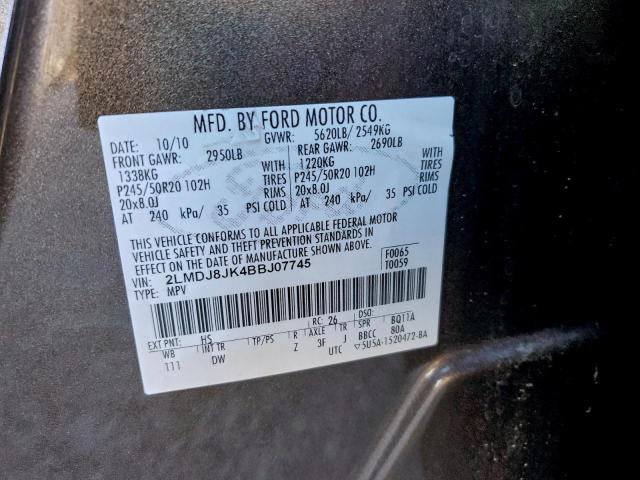 MFD. BY FORD MOTOR CO.
DATE: 10/10 GVWR: 5620LB/ 2549KG
FRONT GAWR: 2950LB REAR GAWR: 2690LB
1338KG WITH 1220KG WITH
P245/50R20 102H TIRES P245/50R20 102H TIRES
20x8.0J RIMS 20x8.0J RIMS
AT 240 kPa/ 35 PSI COLD AT 240 kPa/ 35 PSI COLD
THIS VEHICLE CONFORMS TO ALL APPLICABLE FEDERAL MOTOR
VEHICLE SAFETY AND THEFT PREVENTION STANDARDS IN
EFFECT ON THE DATE OF MANUFACTURE SHOWN ABOVE.
VIN: 2LMDJ8JK4BBJ07745 F0065
TYPE: MPV T0059
EXT PNT: HS RC: 26 DSO: BQ11A
WB INT TR TP/PS R AXLE TR SPR 80A
111 DW Z 3F J BBCC
UTC ▽5U5A-1520472-BA